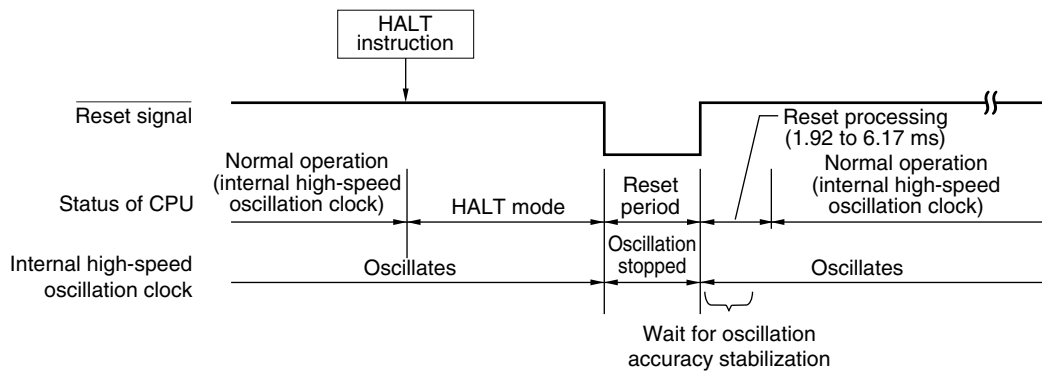 HALT
instruction
Reset signal
Reset processing
(1.92 to 6.17 ms)
Normal operation
(internal high-speed
oscillation clock)
Status of CPU
HALT mode
Reset
period
Normal operation
(internal high-speed
oscillation clock)
Internal high-speed
oscillation clock
Oscillates
Oscillation
stopped
Oscillates
Wait for oscillation
accuracy stabilization